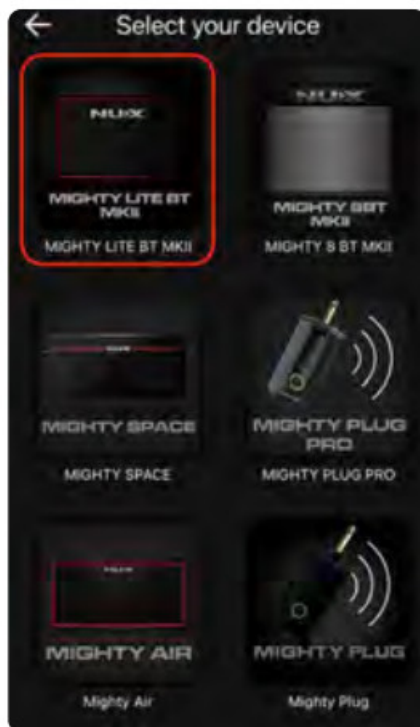 Select your device
NUX
MIGHTY LITE BT
MKII
MIGHTY LITE BT MKII
NUX
MIGHTY 8BT
MKII
MIGHTY 8 BT MKII
NUX
MIGHTY SPACE
MIGHTY SPACE
MIGHTY PLUG
PRO
MIGHTY PLUG PRO
NUX
MIGHTY AIR
Mighty Air
MIGHTY PLUG
Mighty Plug